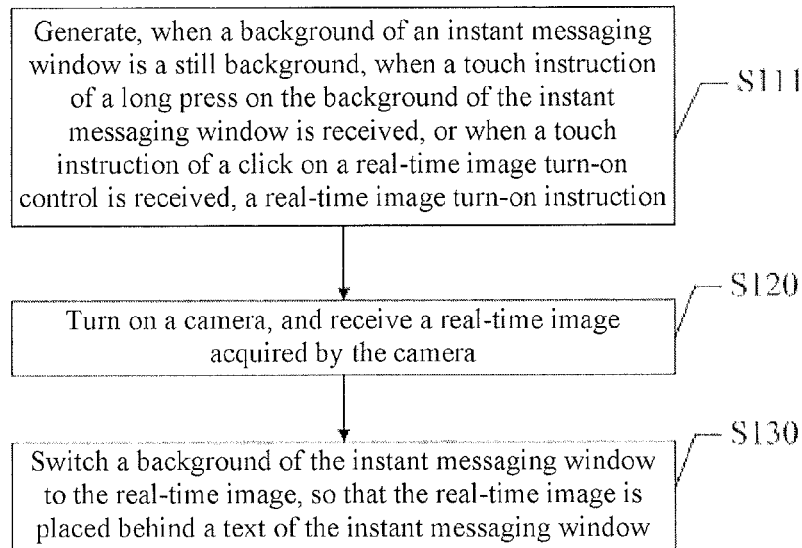 Generate, when a background of an instant messaging
window is a still background, when a touch instruction
of a long press on the background of the instant
messaging window is received, or when a touch
instruction of a click on a real-time image turn-on
control is received, a real-time image turn-on instruction
S111
Turn on a camera, and receive a real-time image
acquired by the camera
S120
Switch a background of the instant messaging window
to the real-time image, so that the real-time image is
placed behind a text of the instant messaging window
S130